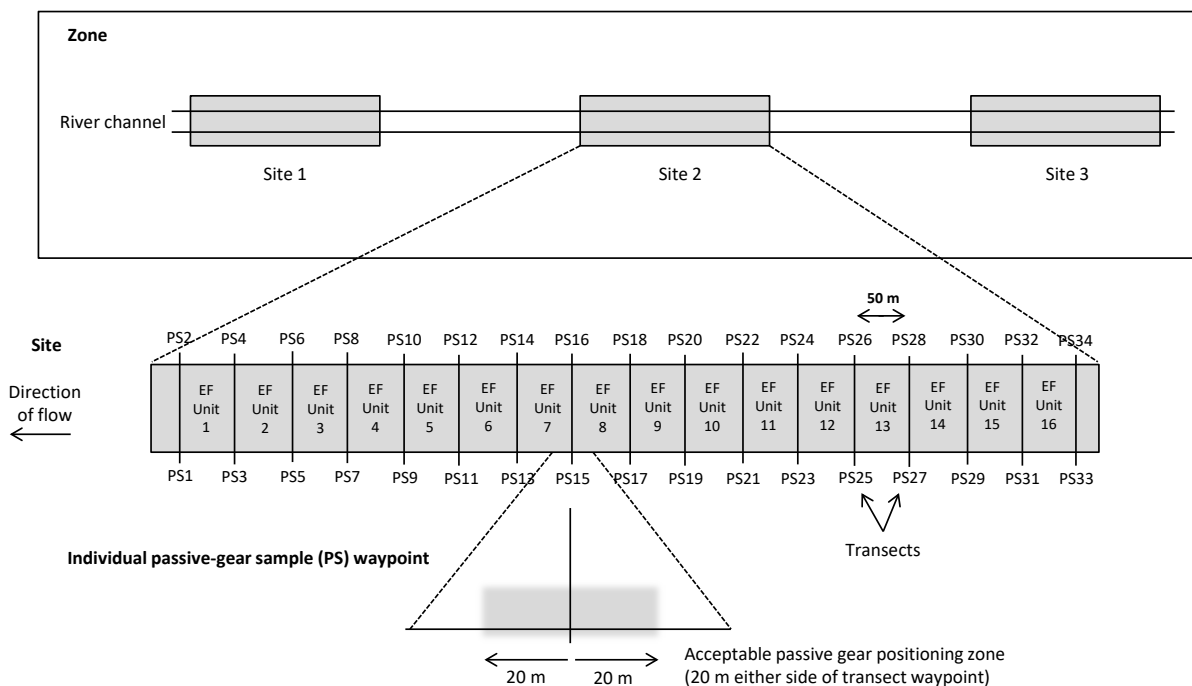 Zone
River channel
Site 1
Site 2
Site 3
50 m
PS2 PS4 PS6 PS8 PS10 PS12 PS14 PS16 PS18 PS20 PS22 PS24 PS26 PS28 PS30 PS32 PS34
Site
Direction
of flow
EF
Unit
1
EF
Unit
2
EF
Unit
3
EF
Unit
4
EF
Unit
5
EF
Unit
6
EF
Unit
7
EF
Unit
8
EF
Unit
9
EF
Unit
10
EF
Unit
11
EF
Unit
12
EF
Unit
13
EF
Unit
14
EF
Unit
15
EF
Unit
16
PS1 PS3 PS5 PS7 PS9 PS11 PS13 PS15 PS17 PS19 PS21 PS23 PS25 PS27 PS29 PS31 PS33
Transects
Individual passive-gear sample (PS) waypoint
20 m
20 m
Acceptable passive gear positioning zone
(20 m either side of transect waypoint)